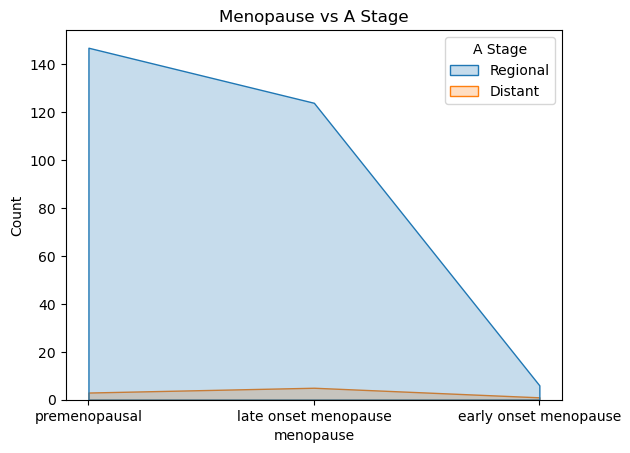 Menopause vs A Stage
A Stage
Regional
Distant
Count
140
120
100
80
60
40
20
0
premenopausal
late onset menopause
early onset menopause
menopause